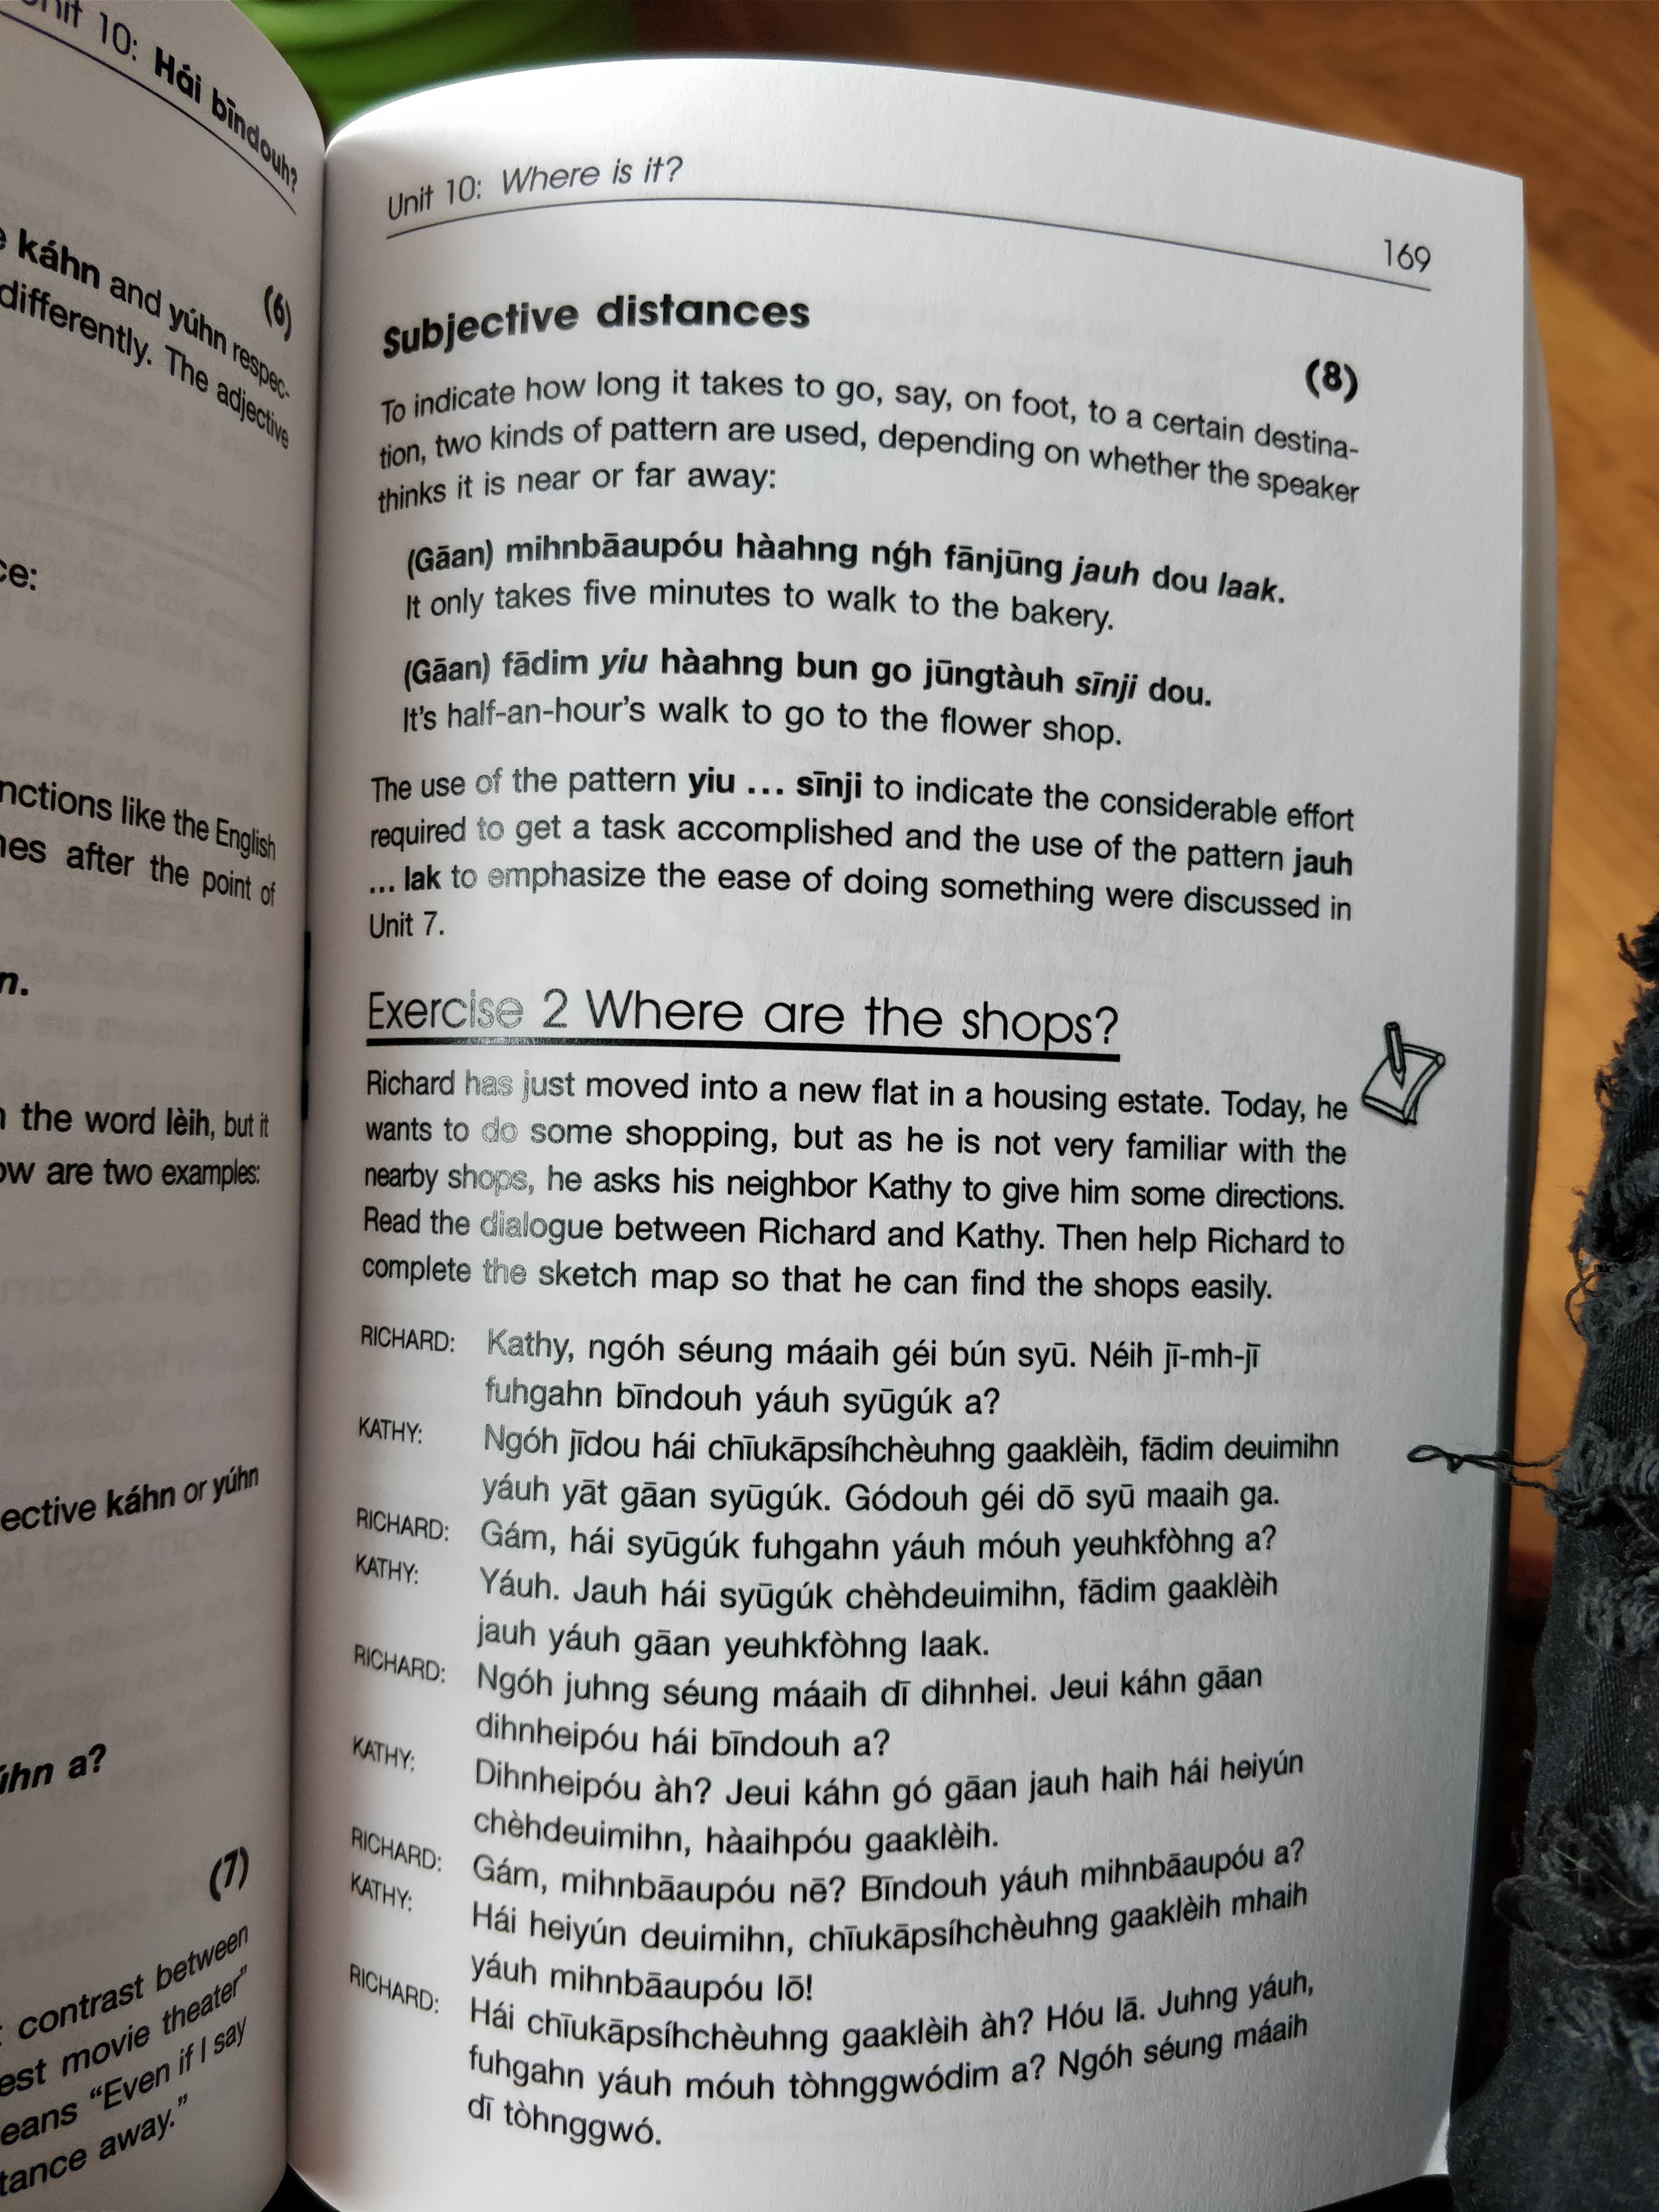 Unit 10: Hái bīndouh?
(6)
káhn and yúhn respec-
differently. The adjective
ce:
nctions like the English
nes after the point of
n.
the word lèih, but it
ow are two examples:
ective káhn or yúhn
úhn a?
(7)
contrast between
est movie theater"
eans "Even if I say
tance away."
Unit 10: Where is it?
169
Subjective distances
(8)
To indicate how long it takes to go, say, on foot, to a certain destina-
tion, two kinds of pattern are used, depending on whether the speaker
thinks it is near or far away:
(Gāan) mihnbāaupóu hàahng nǵh fānjūng jauh dou laak.
It only takes five minutes to walk to the bakery.
(Gāan) fādim yiu hàahng bun go jūngtàuh sīnji dou.
It's half-an-hour's walk to go to the flower shop.
The use of the pattern yiu ... sīnji to indicate the considerable effort
required to get a task accomplished and the use of the pattern jauh
... lak to emphasize the ease of doing something were discussed in
Unit 7.
Exercise 2 Where are the shops?
Richard has just moved into a new flat in a housing estate. Today, he
wants to do some shopping, but as he is not very familiar with the
nearby shops, he asks his neighbor Kathy to give him some directions.
Read the dialogue between Richard and Kathy. Then help Richard to
complete the sketch map so that he can find the shops easily.
RICHARD: Kathy, ngóh séung máaih géi bún syū. Néih jī-mh-jī
fuhgahn bīndouh yáuh syūgúk a?
KATHY: Ngóh jīdou hái chīukāpsíhchèuhng gaaklèih, fādim deuimihn
yáuh yāt gāan syūgúk. Gódouh géi dō syū maaih ga.
RICHARD: Gám, hái syūgúk fuhgahn yáuh móuh yeuhkfòhng a?
KATHY: Yáuh. Jauh hái syūgúk chèhdeuimihn, fādim gaaklèih
jauh yáuh gāan yeuhkfòhng laak.
RICHARD: Ngóh juhng séung máaih dī dihnhei. Jeui káhn gāan
dihnheipóu hái bīndouh a?
KATHY: Dihnheipóu àh? Jeui káhn gó gāan jauh haih hái heiyún
chèhdeuimihn, hàaihpóu gaaklèih.
RICHARD: Gám, mihnbāaupóu nē? Bīndouh yáuh mihnbāaupóu a?
KATHY: Hái heiyún deuimihn, chīukāpsíhchèuhng gaaklèih mhaih
yáuh mihnbāaupóu lō!
RICHARD: Hái chīukāpsíhchèuhng gaaklèih àh? Hóu lā. Juhng yáuh,
fuhgahn yáuh móuh tòhnggwódim a? Ngóh séung máaih
dī tòhnggwó.